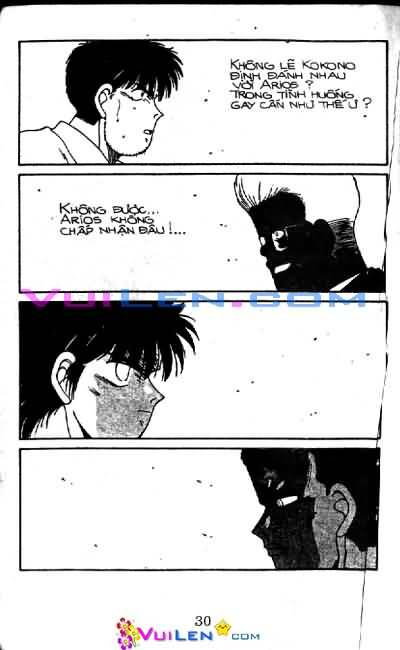 KHÔNG LẼ KOKONO
ĐỊNH ĐÁNH NHAU
VỚI ARIOS ?
TRONG TÌNH HUỐNG
GAY CẤN NHƯ THẾ Ư ?
KHÔNG ĐƯỢC...
ARIOS KHÔNG
CHẤP NHẬN ĐÂU !...
VUILEN.COM
30
VUILEN.COM